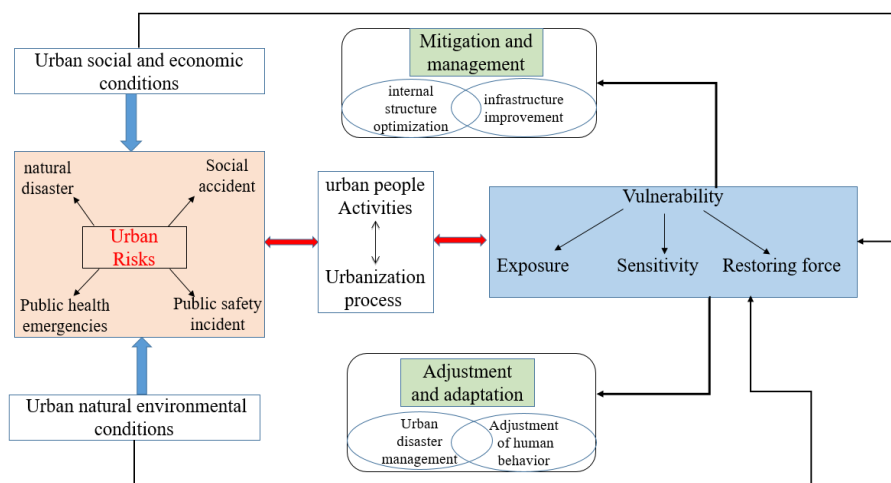 Urban social and economic
conditions
Mitigation and
management
internal
structure
optimization
infrastructure
improvement
natural
disaster
Social
accident
Urban
Risks
Public health
emergencies
Public safety
incident
urban people
Activities
Urbanization
process
Vulnerability
Exposure
Sensitivity
Restoring force
Urban natural environmental
conditions
Adjustment
and adaptation
Urban
disaster
management
Adjustment
of human
behavior